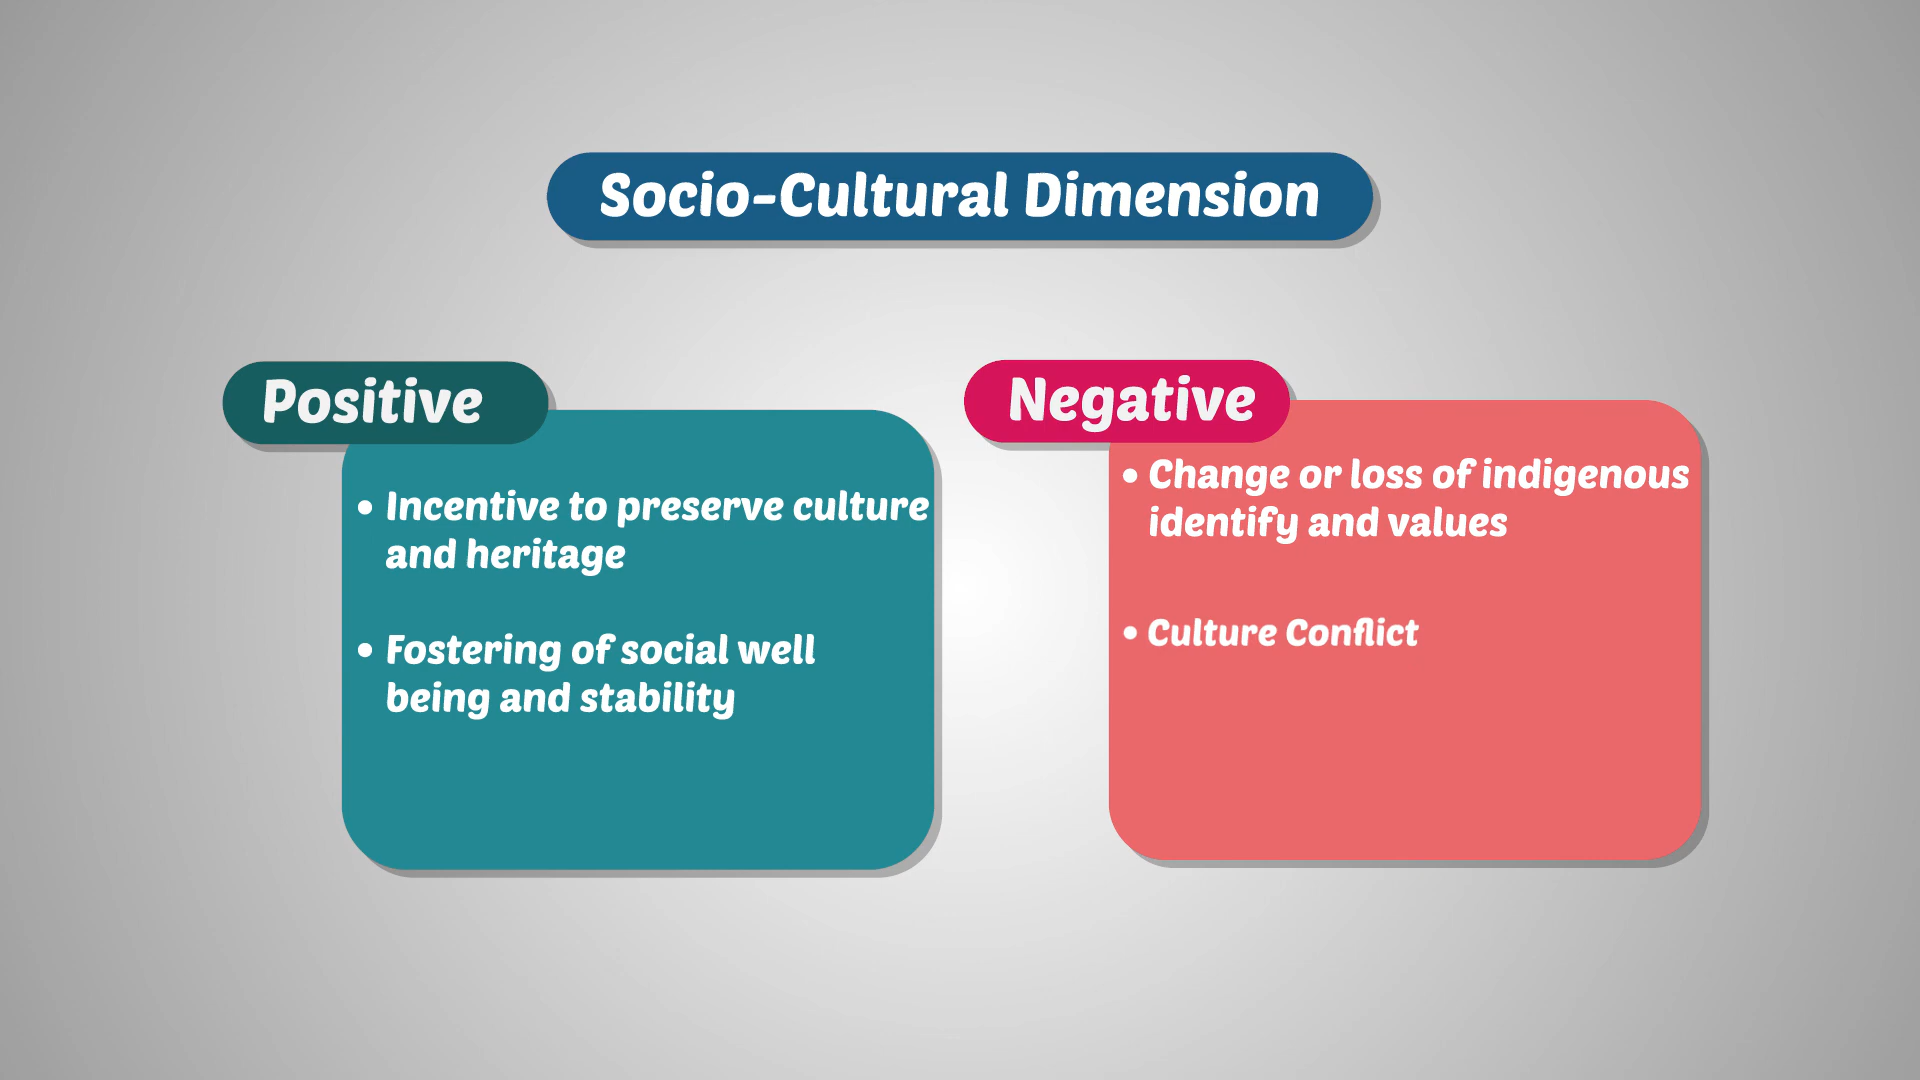 Socio-Cultural Dimension
Positive
• Incentive to preserve culture
and heritage
• Fostering of social well
being and stability
Negative
• Change or loss of indigenous
identify and values
• Culture Conflict